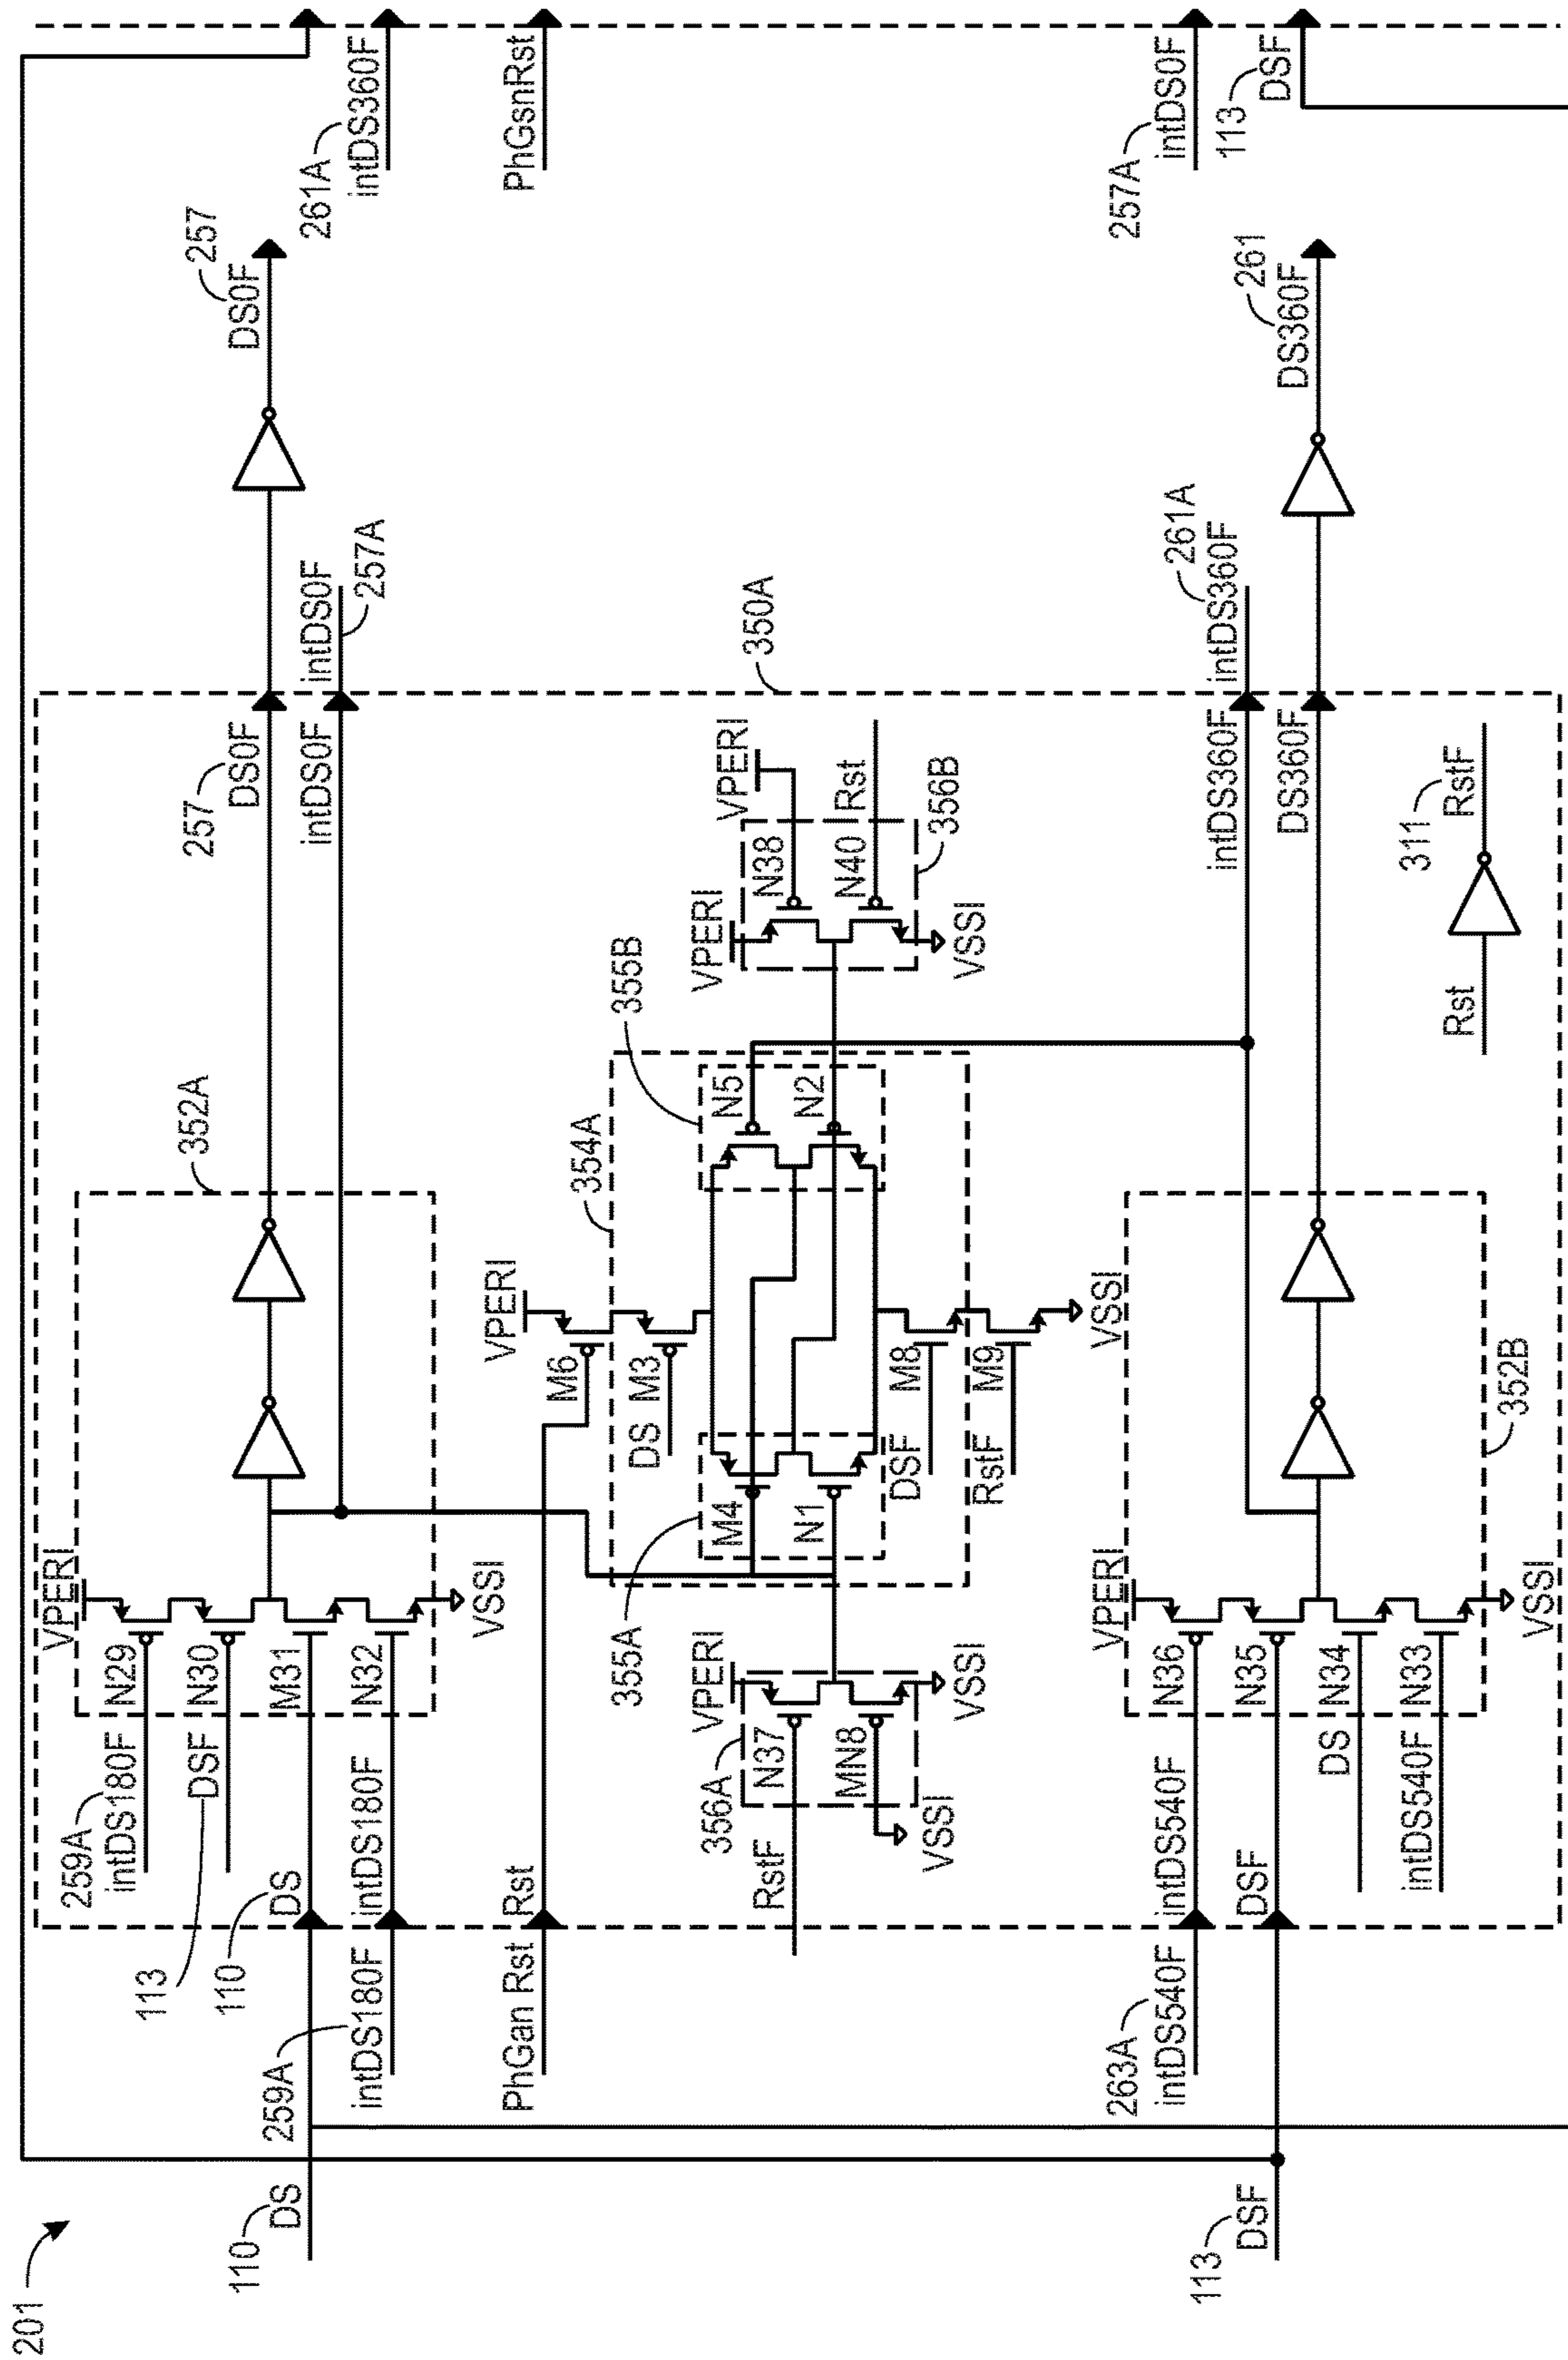 201
110
DS
259A
intDS180F
PhGan Rst
263A
intDS540F
113
DSF
259A
intDS180F
113
DSF
110
DS
intDS180F
Rst
RstF
intDS540F
DSF
DS
intDS540F
VPERI
N29
N30
M31
N32
VSSI
352A
257
DS0F
intDS0F
intDS0F
257A
257
DS0F
261A
intDS360F
PhGsnRst
257A
intDS0F
113
DSF
356A
VPERI
N37
MN8
VSSI
VSSI
355A
M4
N1
VPERI
M6
DS
M3
354A
355B
N5
N2
DSF
M8
RstF
M9
VSSI
VPERI
VPERI
N38
N40
Rst
VSSI
356B
350A
VPERI
N36
N35
N34
N33
VSSI
352B
intDS360F
DS360F
261A
intDS360F
261
DS360F
Rst
311
RstF